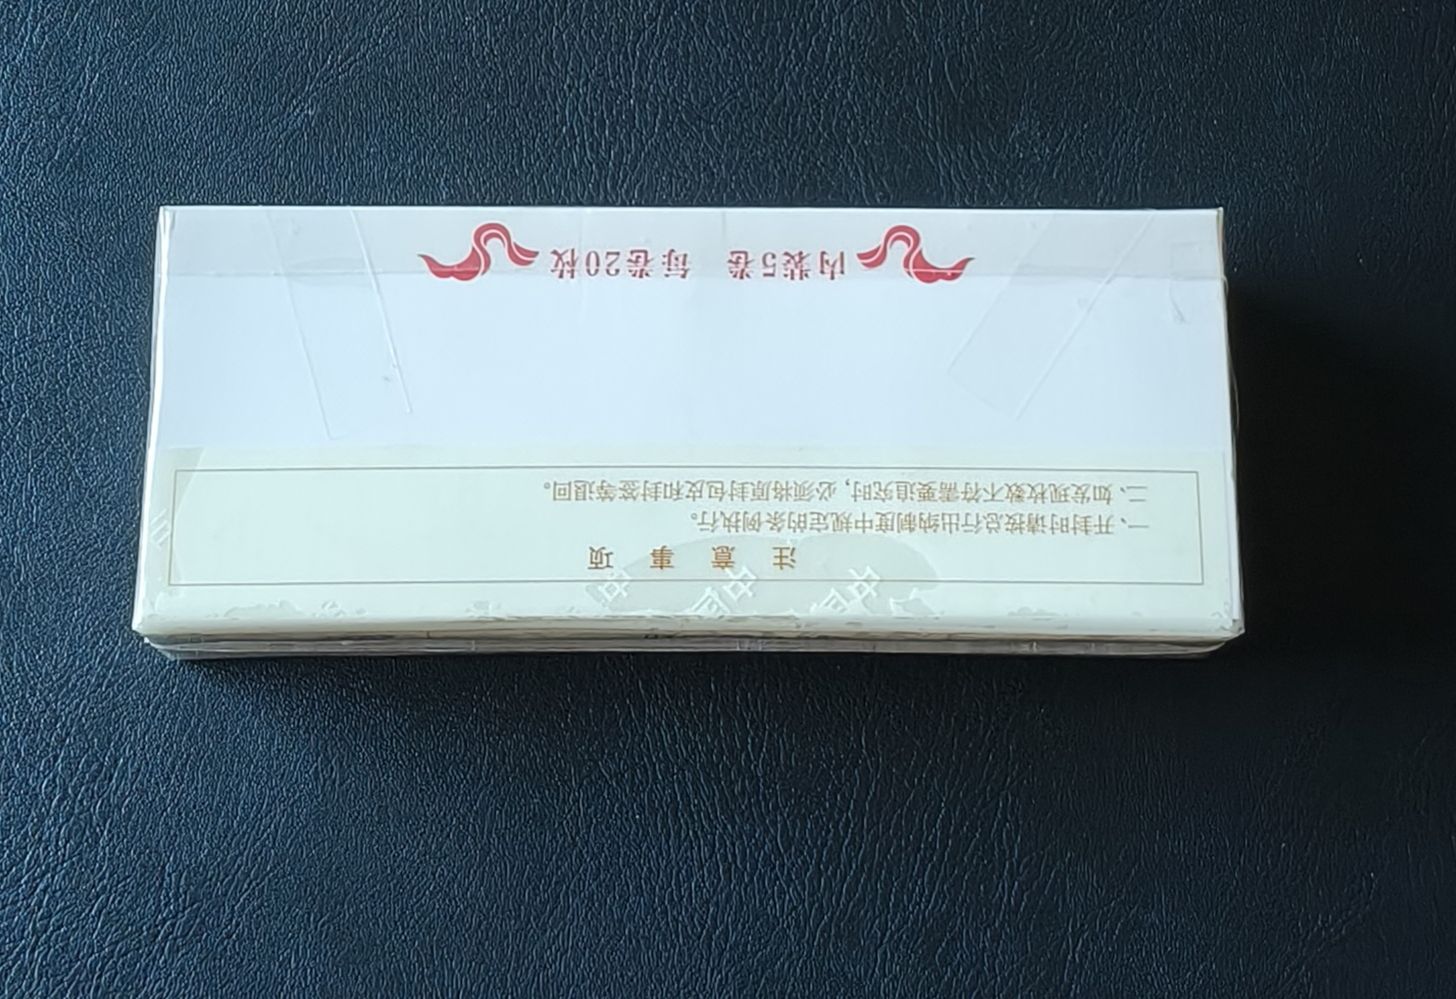 注意事项
一、开封时请按总行出纳制度中规定的条例执行。
二、如发现枚数不符需要追究时，必须将原封包皮和封签等退回。
内装5卷 每卷20枚